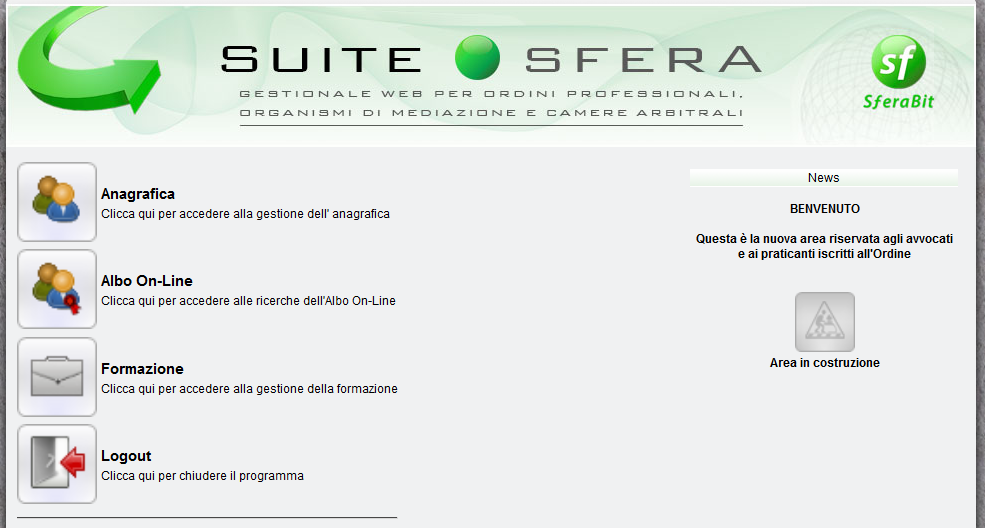 SUITE SFERA
GESTIONALE WEB PER ORDINI PROFESSIONALI,
ORGANISMI DI MEDIAZIONE E CAMERE ARBITRALI
sf
SferaBit
Anagrafica
Clicca qui per accedere alla gestione dell' anagrafica
Albo On-Line
Clicca qui per accedere alle ricerche dell'Albo On-Line
Formazione
Clicca qui per accedere alla gestione della formazione
Logout
Clicca qui per chiudere il programma
News
BENVENUTO
Questa è la nuova area riservata agli avvocati
e ai praticanti iscritti all'Ordine
Area in costruzione